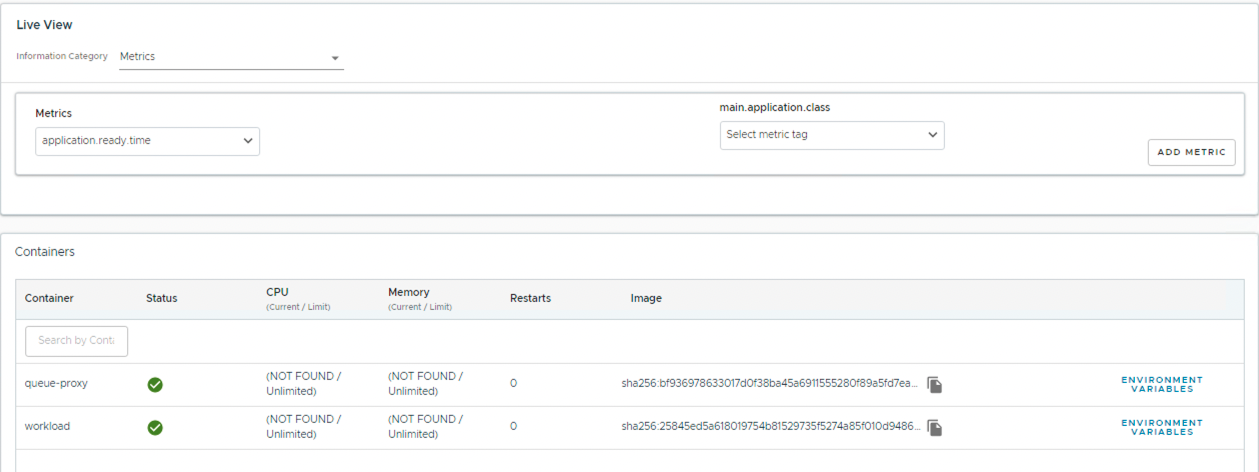 Live View
Information Category Metrics
Metrics
application.ready.time
main.application.class
Select metric tag
ADD METRIC
Containers
Container Status CPU Memory Restarts Image
(Current / Limit) (Current / Limit)
Search by Conta
queue-proxy (NOT FOUND / (NOT FOUND / 0 sha256:bf936978633017d0f38ba45a6911555280f89a5fd7ea... ENVIRONMENT
Unlimited) Unlimited) VARIABLES
workload (NOT FOUND / (NOT FOUND / 0 sha256:25845ed5a618019754b81529735f5274a85f010d9486... ENVIRONMENT
Unlimited) Unlimited) VARIABLES